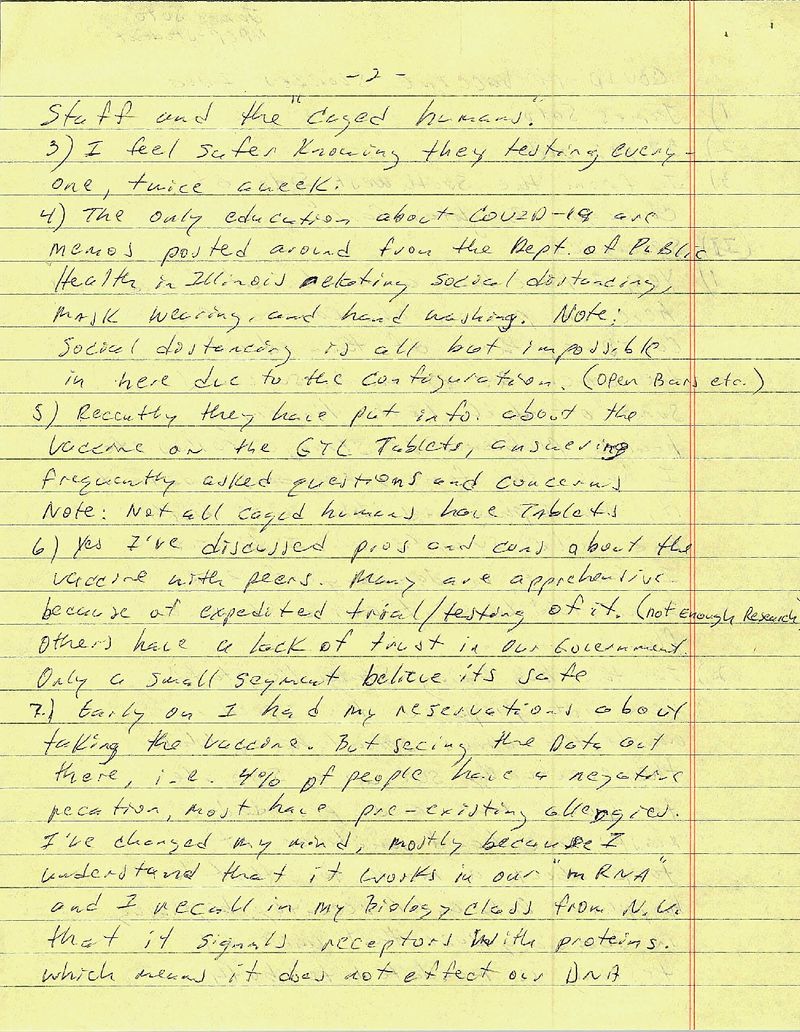 - 2 -
Staff and the "caged humans".
3) I feel safer Knowing they testing every-
one, twice aweek.
4) The only education about COVID-19 are
memos posted around from the Dept. of Public
Health in Illinois relating social distancing,
mask wearing, and hand washing. Note:
social distancing is all but impossible
in here due to the configuration. (open Bars etc.)
5) Recently they have put info. about the
vaccine on the GTL Tablets, answering
frequently asked questions and concerns
Note: Not all caged humans have Tablets
6) Yes I've discussed pros and cons about the
vaccine with peers. Many are apprehensive
because of expedited trial/testing of it. (not Enough Research
others have a lack of trust in our Government.
Only a small segment believe its safe
7.) Early on I had my reservations about
taking the vaccine. But seeing the Data out
there, i.e. 4% of people have a negative
recation, most have pre-existing allergies.
I've changed my mind, mostly because I
understand that it works in our "mRNA"
and I recall in my biology class from N.U.
that it signals receptors with proteins.
which means it does not effect our DNA